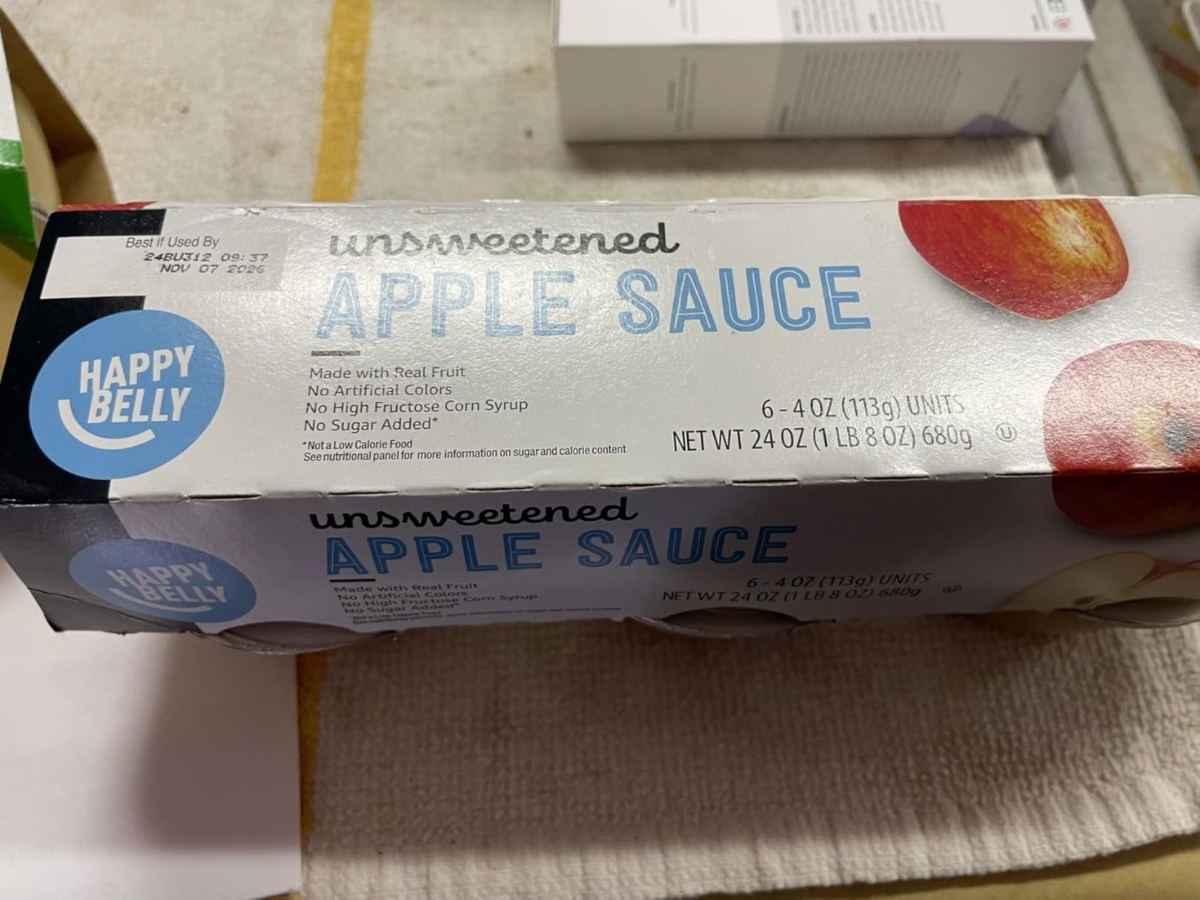 Best if Used By
24BU312 09:37
NOV 07 2026
unsweetened
APPLE SAUCE
HAPPY
BELLY
Made with Real Fruit
No Artificial Colors
No High Fructose Corn Syrup
No Sugar Added*
*Not a Low Calorie Food
See nutritional panel for more information on sugar and calorie content
6 - 4 OZ (113g) UNITS
NET WT 24 OZ (1 LB 8 OZ) 680g
U
unsweetened
APPLE SAUCE
HAPPY
BELLY
Made with Real Fruit
No Artificial Colors
No High Fructose Corn Syrup
No Sugar Added*
6 - 4 OZ (113g) UNITS
NET WT 24 OZ (1 LB 8 OZ) 680g